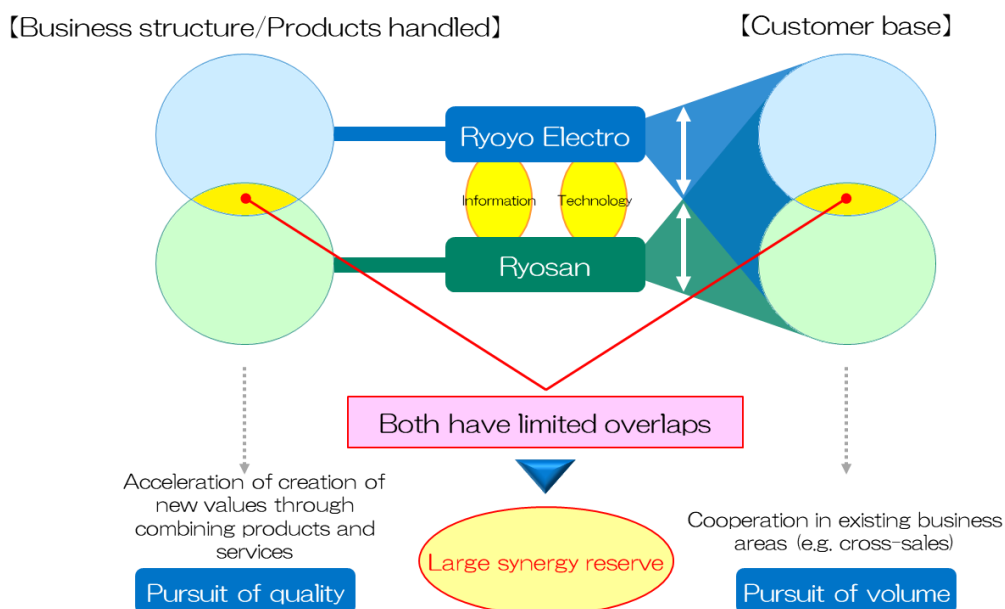 【Business structure/Products handled】
【Customer base】
Ryoyo Electro
Information
Technology
Ryosan
Both have limited overlaps
Acceleration of creation of
new values through
combining products and
services
Pursuit of quality
Large synergy reserve
Cooperation in existing business
areas (e.g. cross-sales)
Pursuit of volume